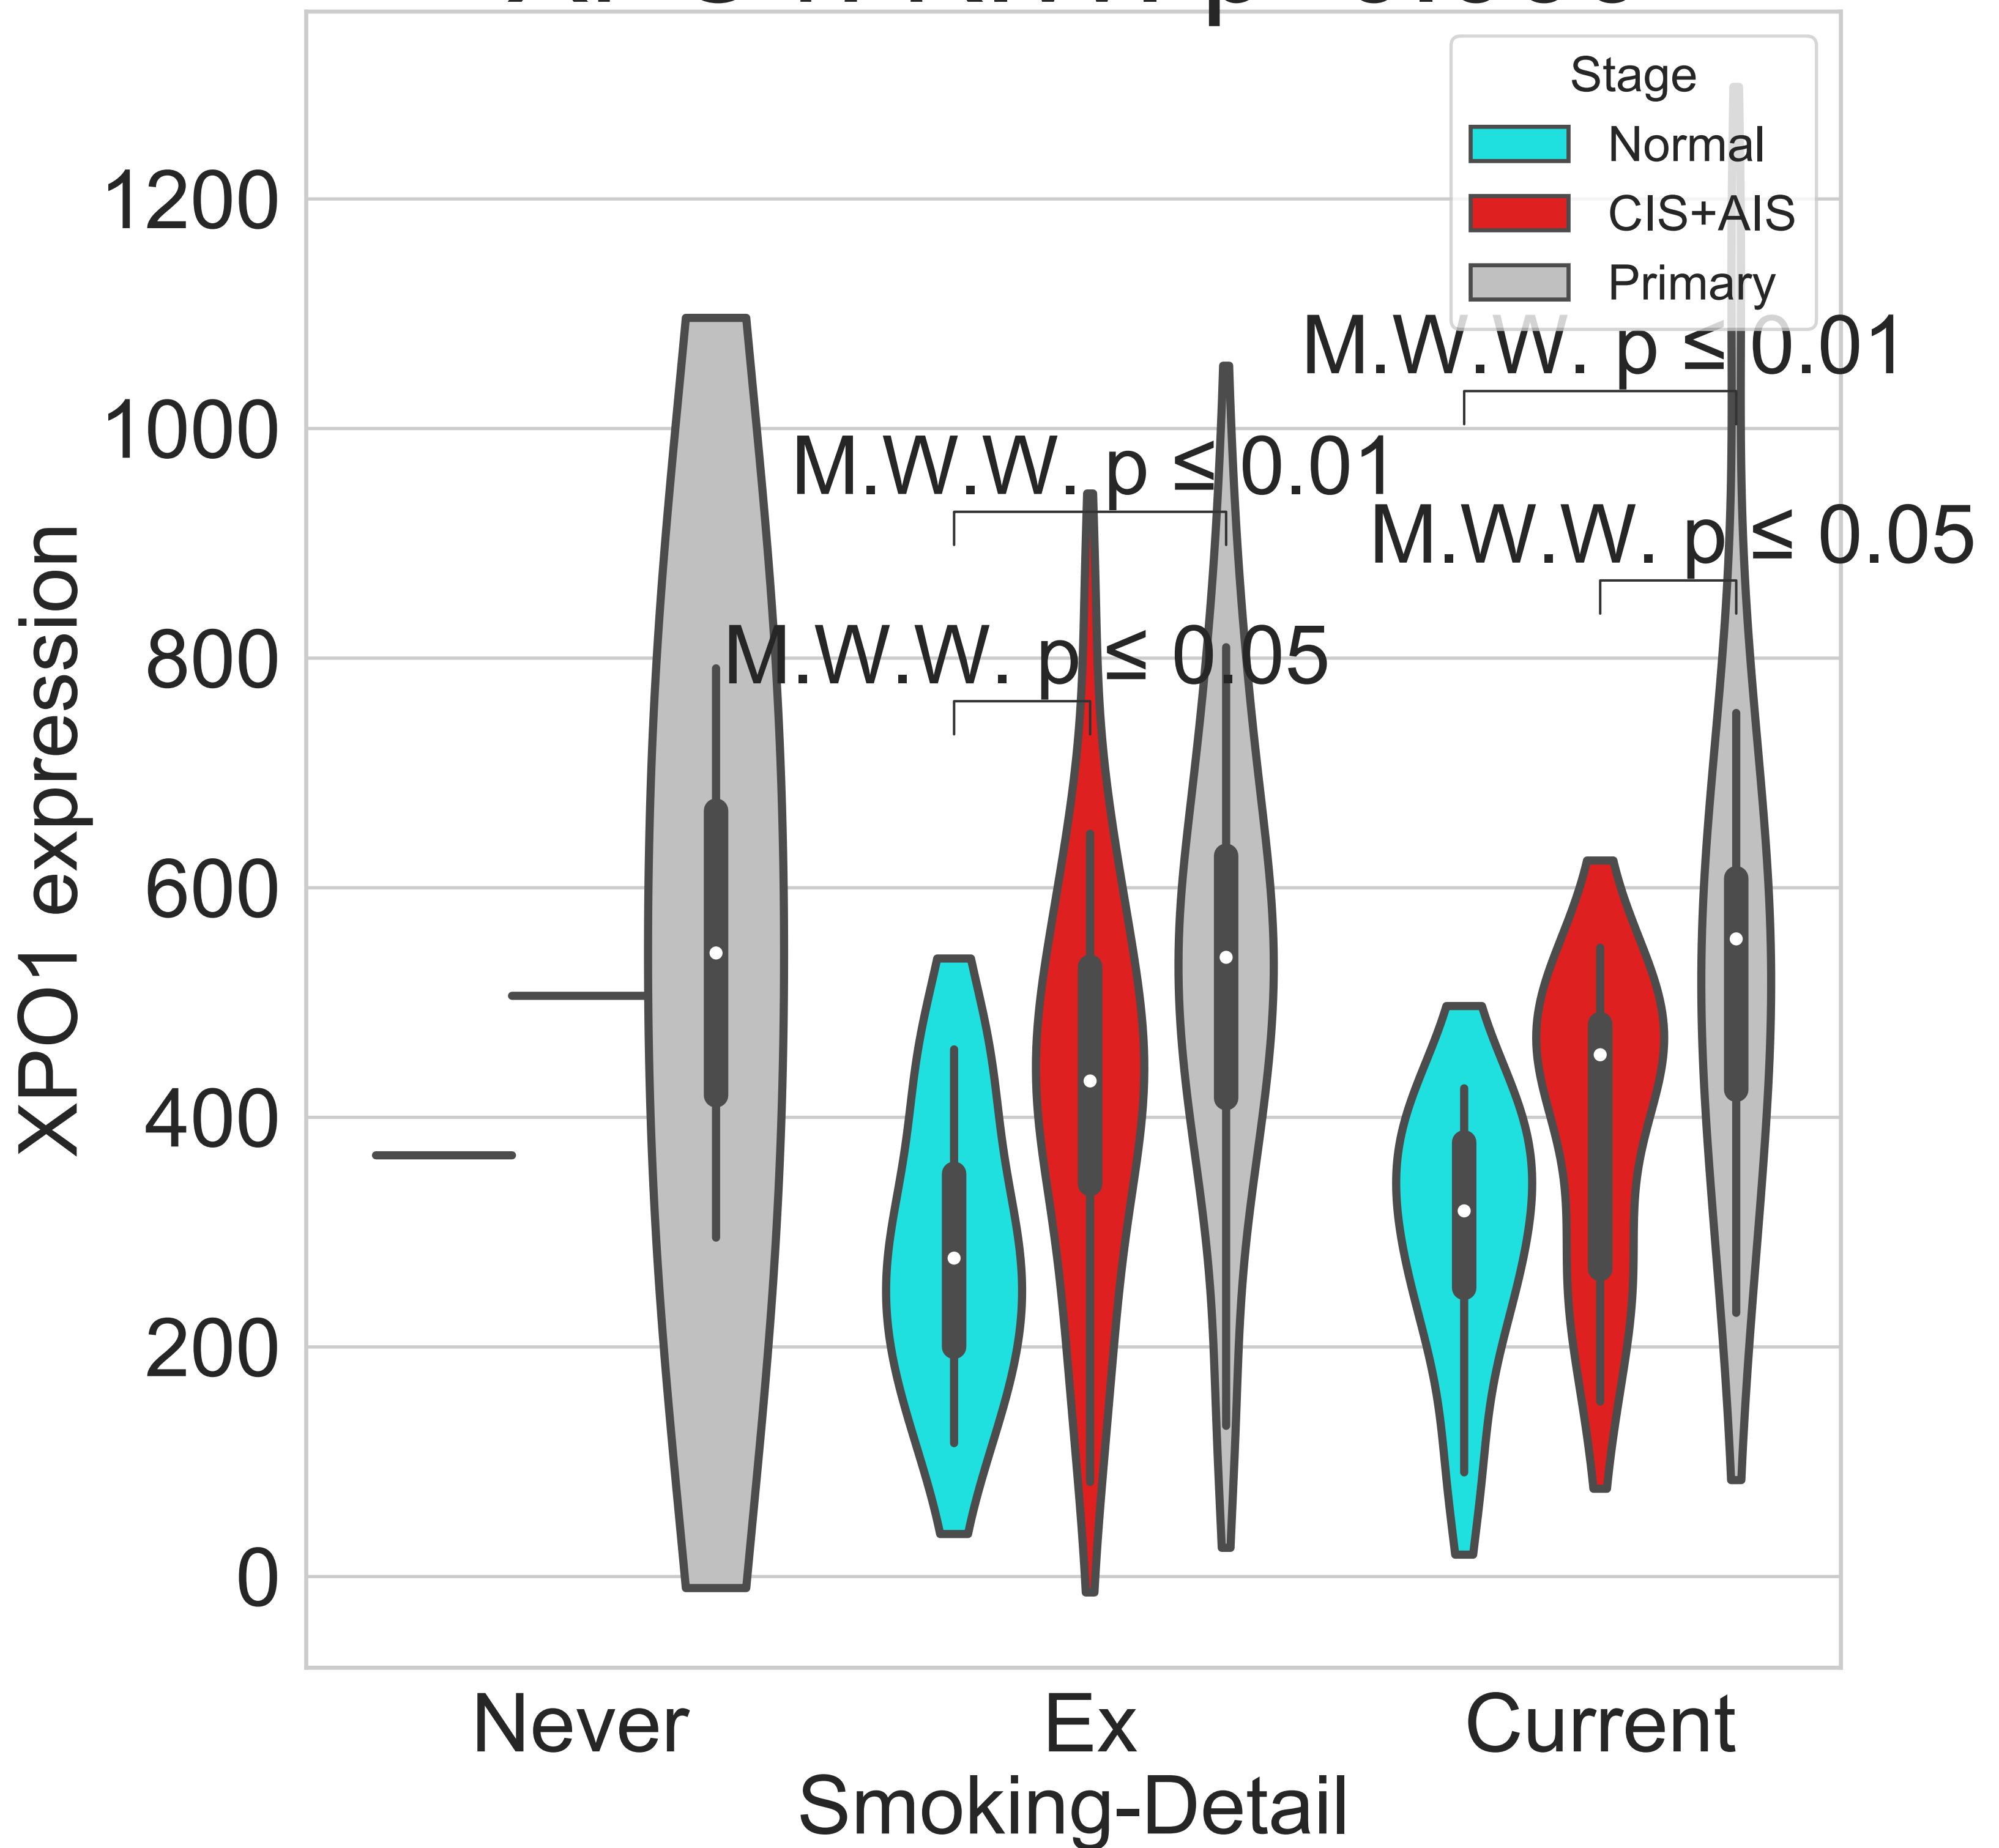 Stage
Normal
CIS+AIS
Primary
1200
1000
800
600
400
200
0
XPO1 expression
M.W.W. p ≤ 0.01
M.W.W. p ≤ 0.01
M.W.W. p ≤ 0.05
M.W.W. p ≤ 0.05
Never
Ex
Current
Smoking-Detail